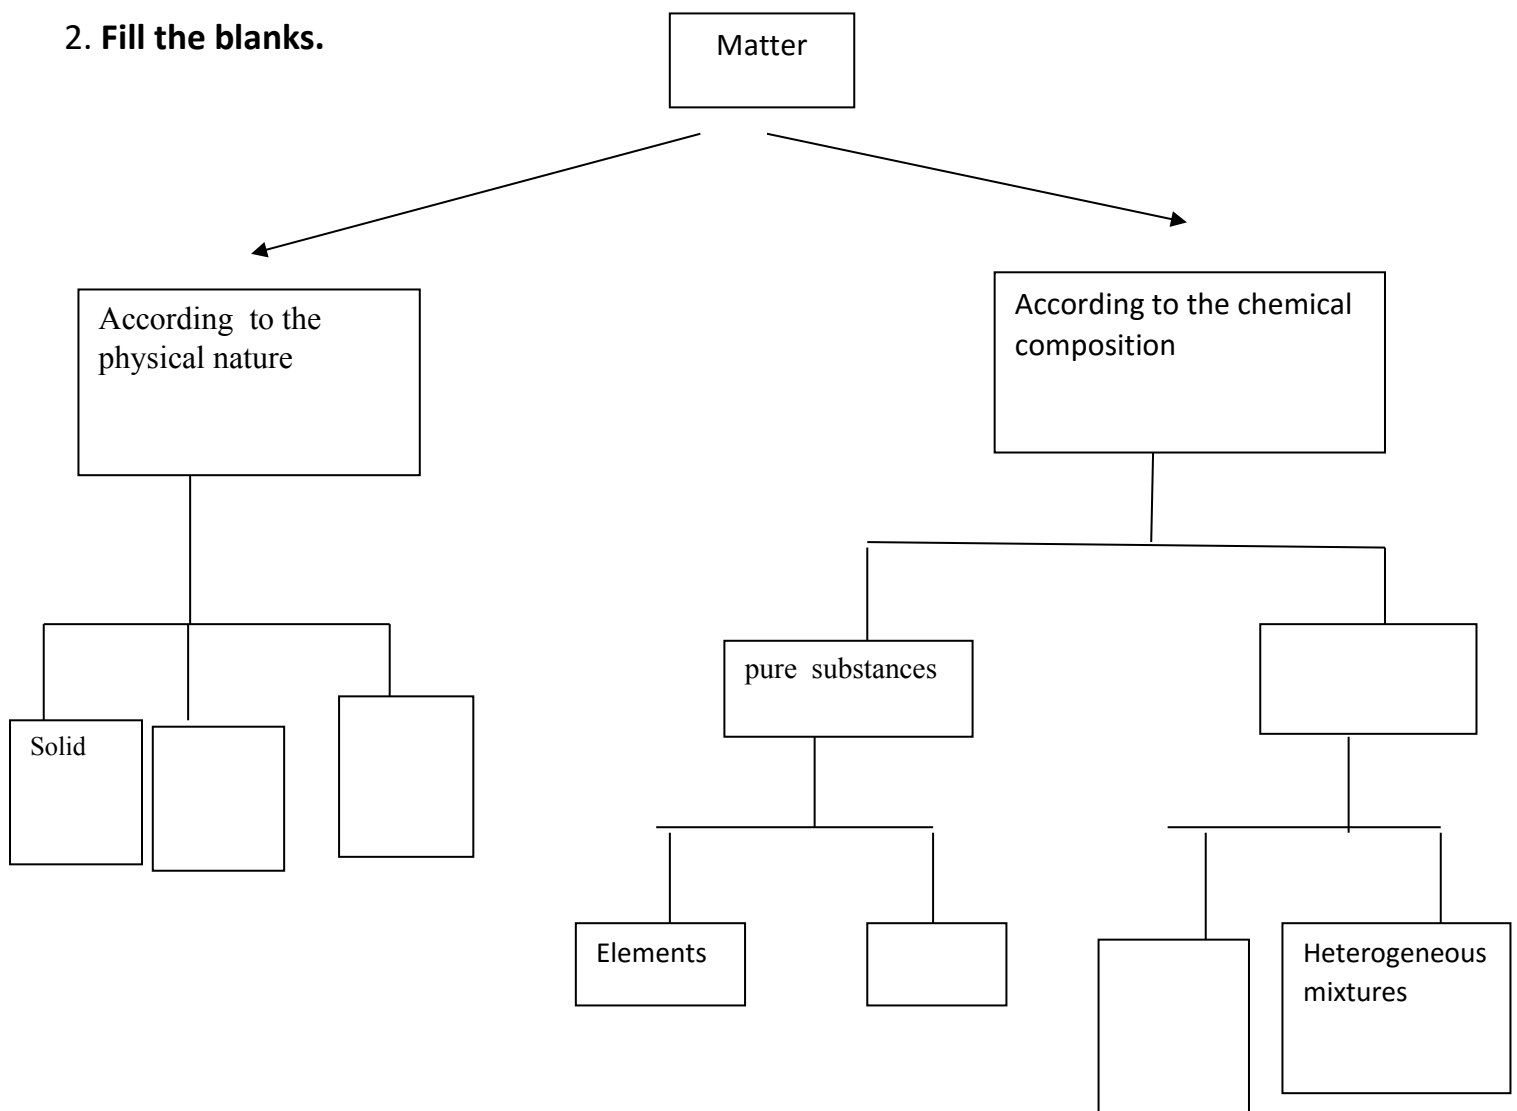 2. Fill the blanks.
Matter
According to the
physical nature
According to the chemical
composition
pure substances
Solid
Elements
Heterogeneous
mixtures